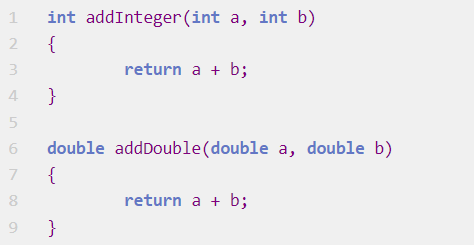 1 int addInteger(int a, int b)
2 {
3 return a + b;
4 }
5
6 double addDouble(double a, double b)
7 {
8 return a + b;
9 }